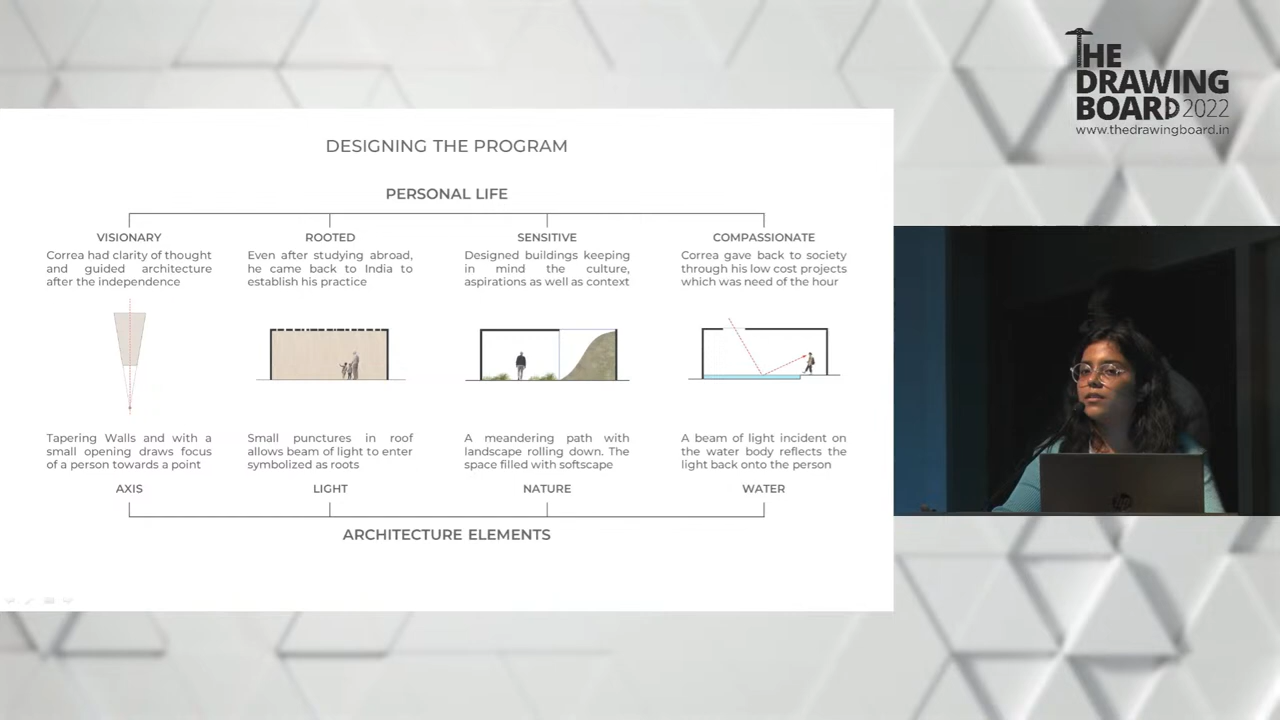 THE
DRAWING
BOARD 2022
www.thedrawingboard.in
DESIGNING THE PROGRAM
PERSONAL LIFE
VISIONARY
Correa had clarity of thought
and guided architecture
after the independence
ROOTED
Even after studying abroad,
he came back to India to
establish his practice
SENSITIVE
Designed buildings keeping
in mind the culture,
aspirations as well as context
COMPASSIONATE
Correa gave back to society
through his low cost projects
which was need of the hour
Tapering Walls and with a
small opening draws focus
of a person towards a point
AXIS
Small punctures in roof
allows beam of light to enter
symbolized as roots
LIGHT
A meandering path with
landscape rolling down. The
space filled with softscape
NATURE
A beam of light incident on
the water body reflects the
light back onto the person
WATER
ARCHITECTURE ELEMENTS
hp